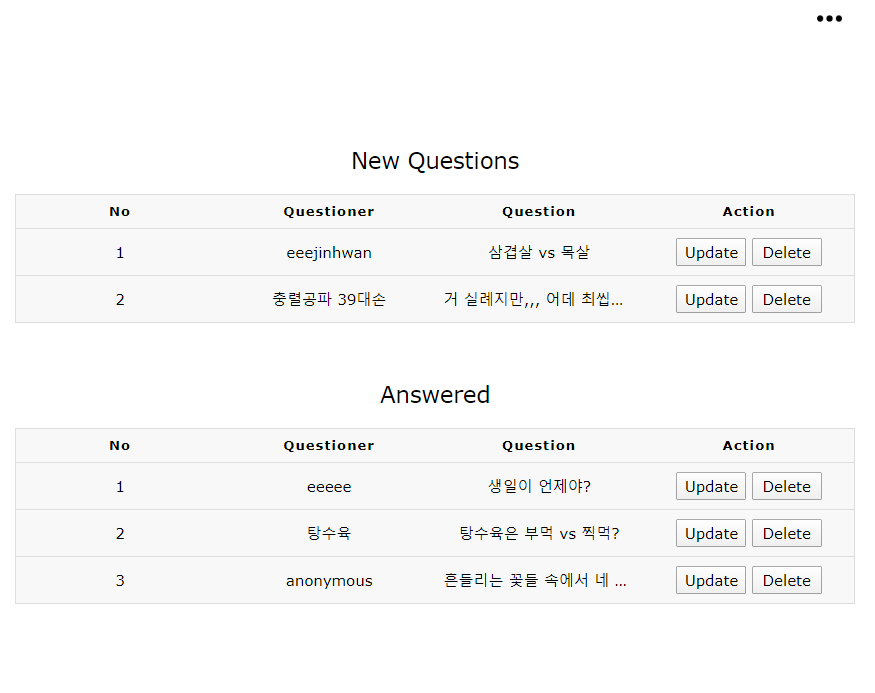 New Questions
No Questioner Question Action
1 eeejinhwan 삼겹살 vs 목살 Update Delete
2 충렬공파 39대손 거 실례지만,,, 어데 최씹... Update Delete
Answered
No Questioner Question Action
1 eeeee 생일이 언제야? Update Delete
2 탕수육 탕수육은 부먹 vs 찍먹? Update Delete
3 anonymous 흔들리는 꽃들 속에서 네 ... Update Delete